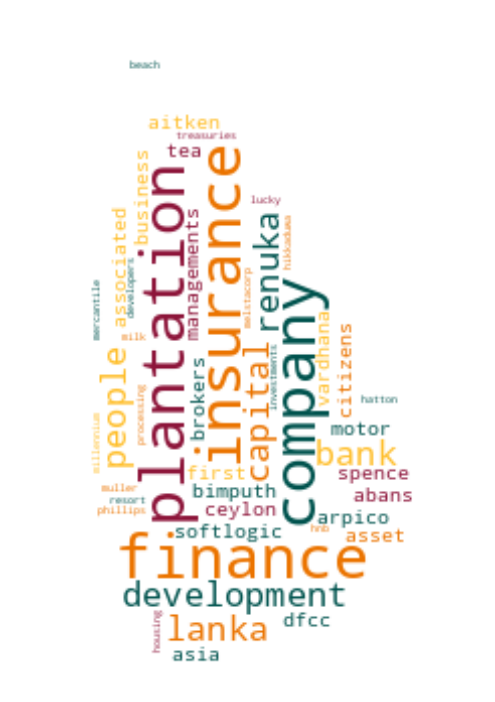 beach
aitken
treasuries
tea
business
plantation
insurance
managements
lucky
renuka
hikkaduwa
associated
developers
melstacorp
mercantile
company
milk
vardhana
citizens
people
brokers
capital
investments
processing
hatton
millennium
motor
bank
first
spence
muller
bimputh
abans
resort
phillips
ceylon
arpico
softlogic
hnb
asset
finance
development
housing
lanka
dfcc
asia